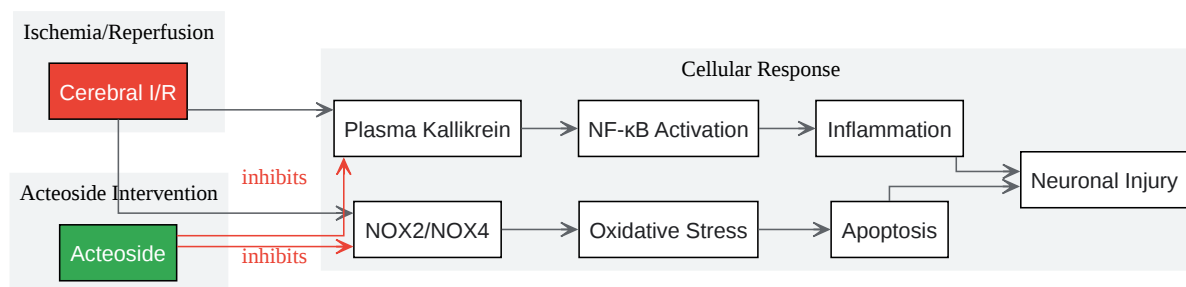 Ischemia/Reperfusion
Cerebral I/R
Cellular Response
Plasma Kallikrein
NF-κB Activation
Inflammation
Neuronal Injury
inhibits
Acteoside Intervention
NOX2/NOX4
Oxidative Stress
Apoptosis
Acteoside
inhibits